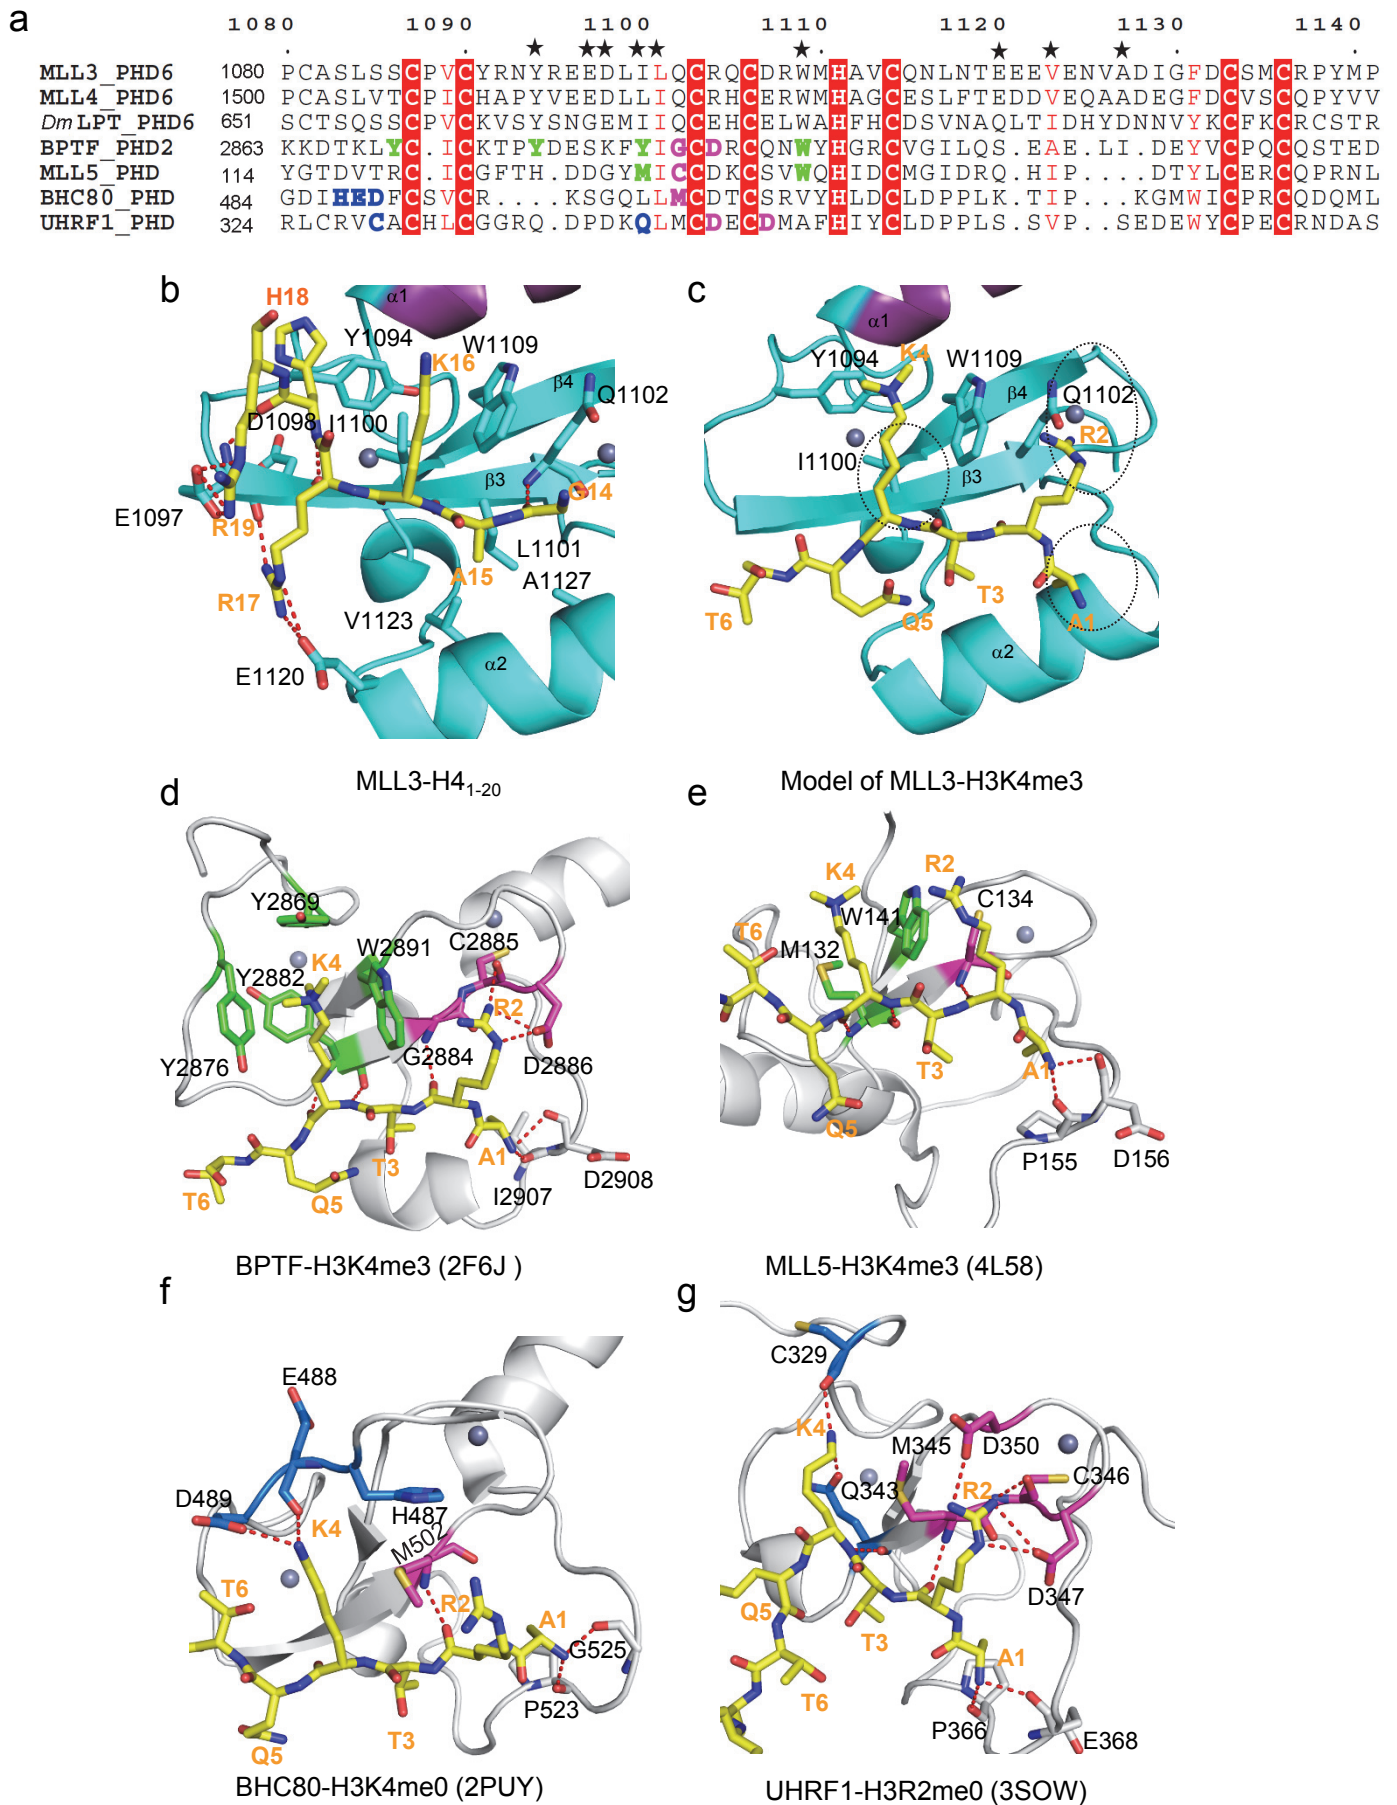 a
1080 1090 1100 1110 1120 1130 1140
★ ★★ ★★ ★ ★ ★ ★
MLL3_PHD6 1080 PCASLSSCPVCYRNYREEDLILQCRQCDRWMHAVCQNLNTEEEVENVADIGFDCSMCRPYMP
MLL4_PHD6 1500 PCASLVTCPICHAPYVEEDLLIQCRHCERWMHAGCESLFTEDDVEQAADEGFDCVSCQPYVV
DmLPT_PHD6 651 SCTSQSSCPVCKVSYSNGEMIIQCEHCELWAHFHCDSVNAQLTIDHYDNNVYKCFKCRCSTR
BPTF_PHD2 2863 KKDTKLYC.ICKTPYDESKFYIGCDRCQNWYHGRCVGILQS.EAE.LI.DEYVCPQCQSTED
MLL5_PHD 114 YGTDVTRC.ICGFTH.DDGYMICCDKCSVWQHIDCMGIDRQ.HIP...DTYLCERCQPRNL
BHC80_PHD 484 GDIHEDFCSVCR....KSGQLLMCDTCSRVYHLDCLDPPLK.TIP...KGMWICPRCQDQML
UHRF1_PHD 324 RLCRVCACHLCGGRQ.DPDKQLMCDECDMAFHIYCLDPPLS.SVP..SEDEWYCPECRNDAS
b
H18
α1
Y1094
K16
W1109
β4
Q1102
D1098
I1100
β3
G14
E1097
R19
L1101
A15
A1127
R17
V1123
E1120
α2
MLL3-H4₁₋₂₀
c
α1
Y1094
K4
W1109
β4
Q1102
R2
I1100
β3
T3
T6
Q5
A1
α2
Model of MLL3-H3K4me3
d
Y2869
W2891
C2885
K4
Y2882
R2
G2884
D2886
Y2876
T3
A1
D2908
I2907
T6
Q5
BPTF-H3K4me3 (2F6J )
e
K4
R2
C134
W141
T6
M132
T3
A1
Q5
P155
D156
MLL5-H3K4me3 (4L58)
f
E488
D489
K4
H487
M502
T6
R2
A1
G525
P523
T3
Q5
BHC80-H3K4me0 (2PUY)
g
C329
K4
M345
D350
C346
Q343
R2
D347
Q5
T3
A1
T6
P366
E368
UHRF1-H3R2me0 (3SOW)